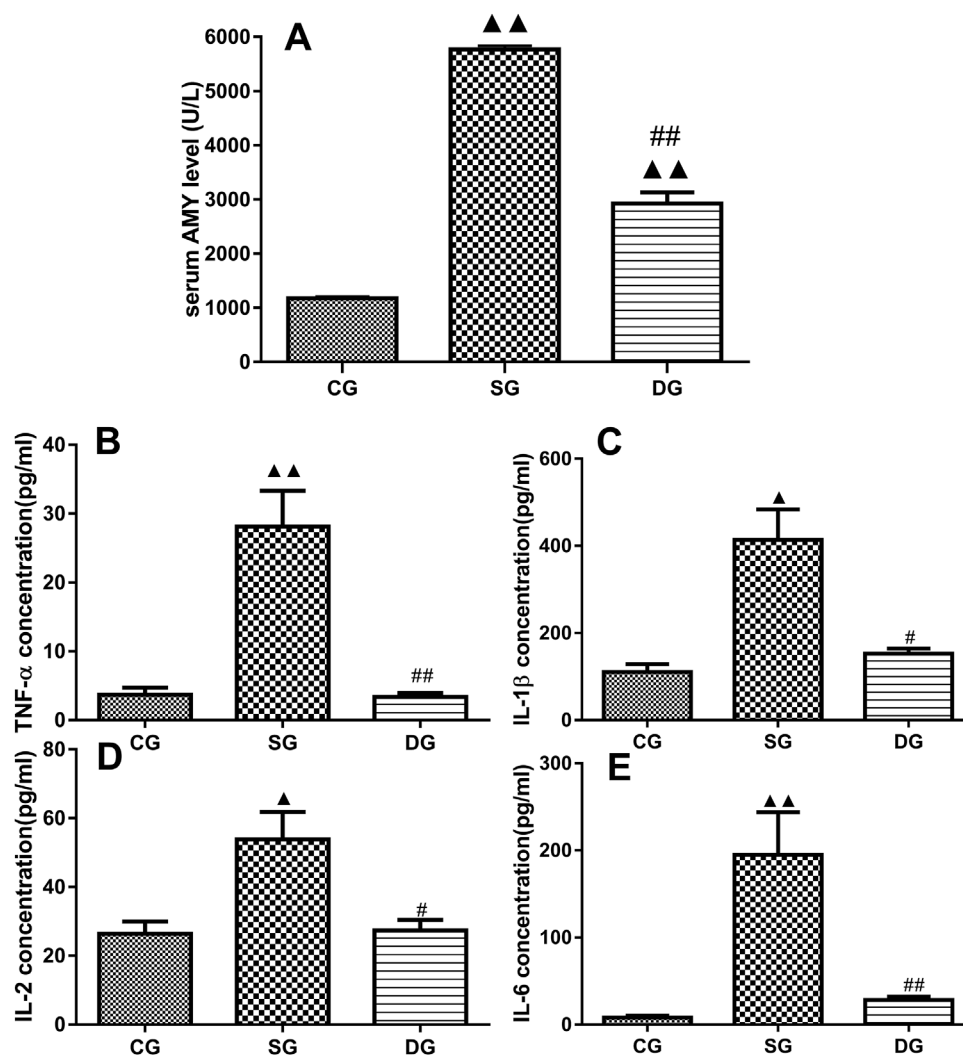 A
▲ ▲
serum AMY level (U/L)
6000
5000
4000
3000
2000
1000
0
##
▲ ▲
CG SG DG
B
TNF-α concentration(pg/ml)
40
30
20
10
0
▲ ▲
##
CG SG DG
C
IL-1β concentration(pg/ml)
600
400
200
0
▲
#
CG SG DG
D
IL-2 concentration(pg/ml)
80
60
40
20
0
▲
#
CG SG DG
E
IL-6 concentration(pg/ml)
300
200
100
0
▲ ▲
##
CG SG DG